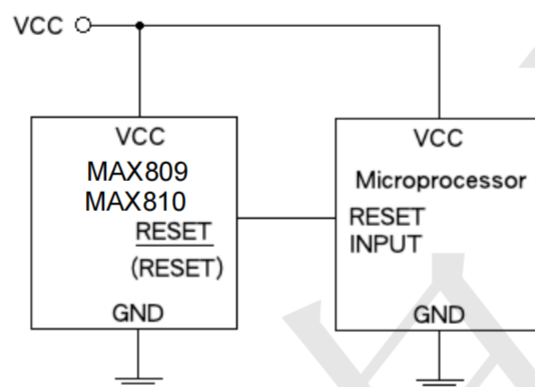 VCC
VCC
MAX809
MAX810
RESET
(RESET)
GND
VCC
Microprocessor
RESET
INPUT
GND